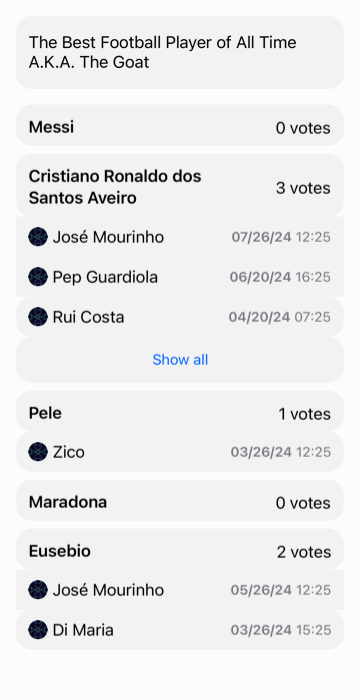 The Best Football Player of All Time
A.K.A. The Goat
Messi 0 votes
Cristiano Ronaldo dos
Santos Aveiro 3 votes
José Mourinho 07/26/24 12:25
Pep Guardiola 06/20/24 16:25
Rui Costa 04/20/24 07:25
Show all
Pele 1 votes
Zico 03/26/24 12:25
Maradona 0 votes
Eusebio 2 votes
José Mourinho 05/26/24 12:25
Di Maria 03/26/24 15:25